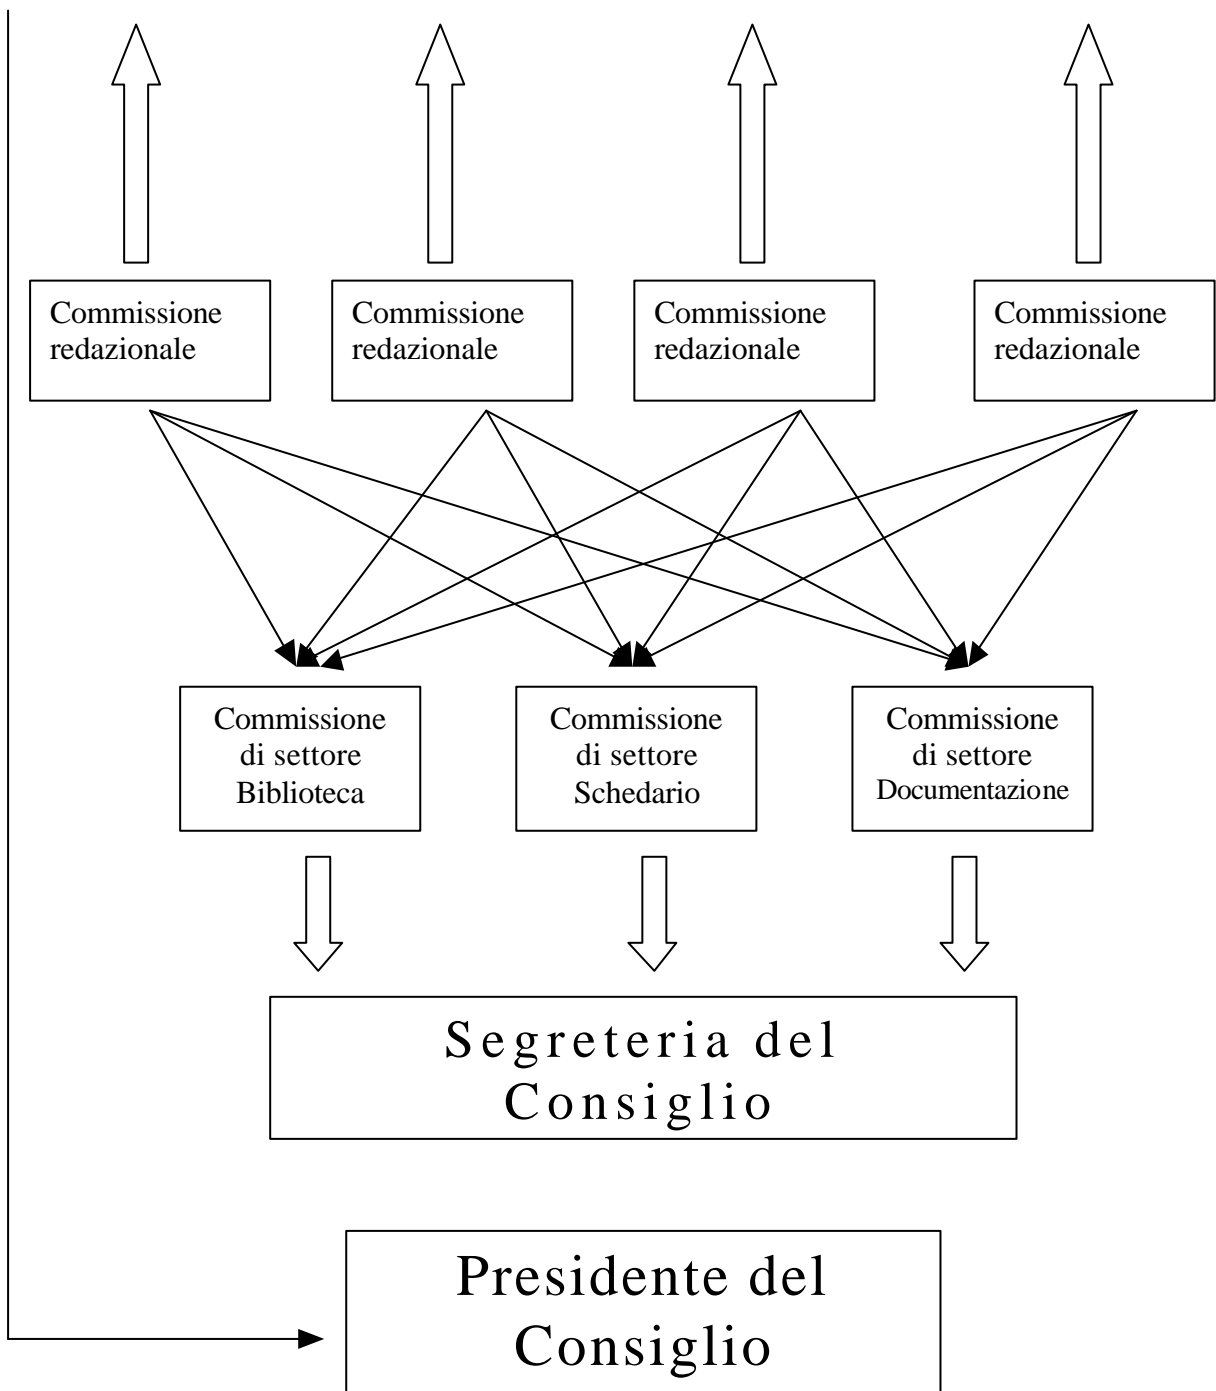 Commissione
redazionale
Commissione
redazionale
Commissione
redazionale
Commissione
redazionale
Commissione
di settore
Biblioteca
Commissione
di settore
Schedario
Commissione
di settore
Documentazione
Segreteria del
Consiglio
Presidente del
Consiglio